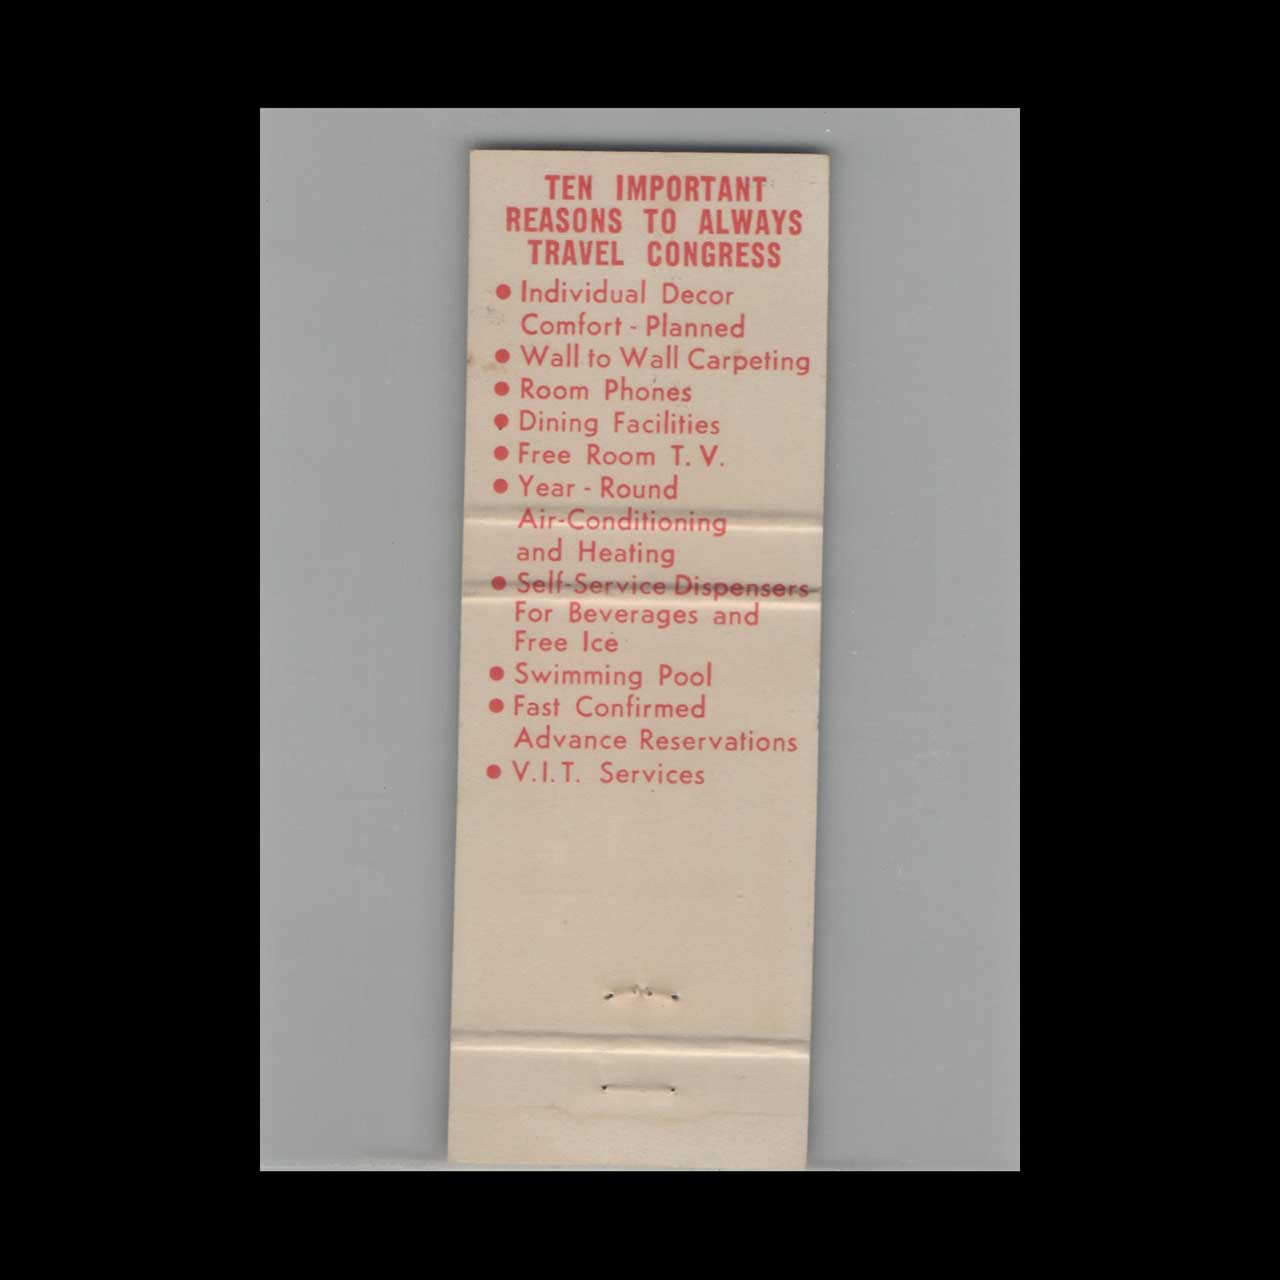 TEN IMPORTANT
REASONS TO ALWAYS
TRAVEL CONGRESS
• Individual Decor
Comfort - Planned
• Wall to Wall Carpeting
• Room Phones
• Dining Facilities
• Free Room T. V.
• Year - Round
Air-Conditioning
and Heating
• Self-Service Dispensers
For Beverages and
Free Ice
• Swimming Pool
• Fast Confirmed
Advance Reservations
• V.I.T. Services